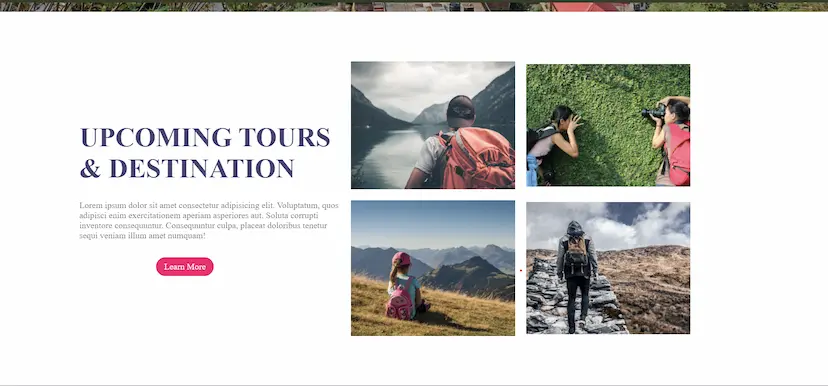 UPCOMING TOURS
& DESTINATION
Lorem ipsum dolor sit amet consectetur adipisicing elit. Voluptatum, quos
adipisci enim exercitationem aperiam asperiores aut. Soluta corrupti
inventore consequuntur. Consequuntur culpa, placeat doloribus tenetur
sequi veniam illum amet numquam!
Learn More